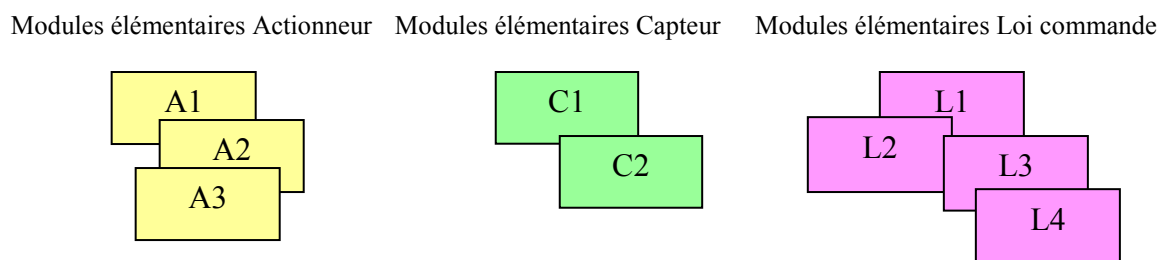 Modules élémentaires Actionneur
A1
A2
A3
Modules élémentaires Capteur
C1
C2
Modules élémentaires Loi commande
L1
L2
L3
L4